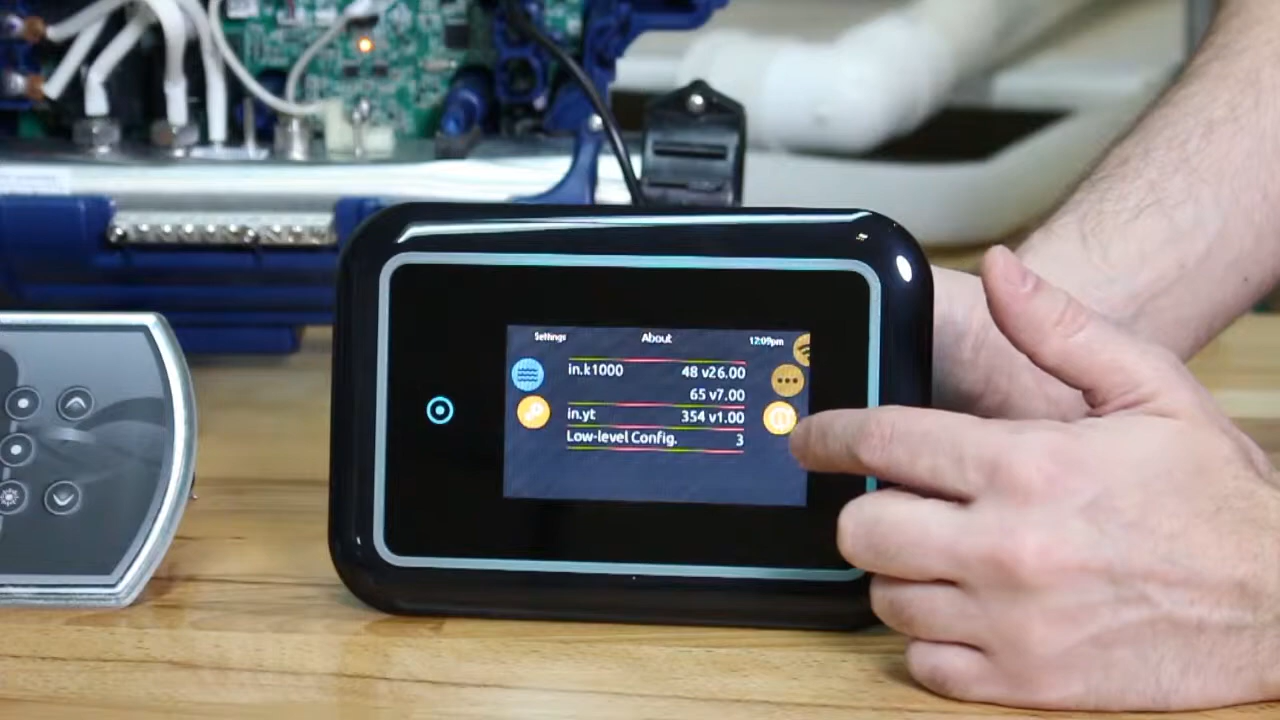 Settings About 12:09pm
in.k1000 48 v26.00
65 v7.00
in.yt 354 v1.00
Low-level Config. 3